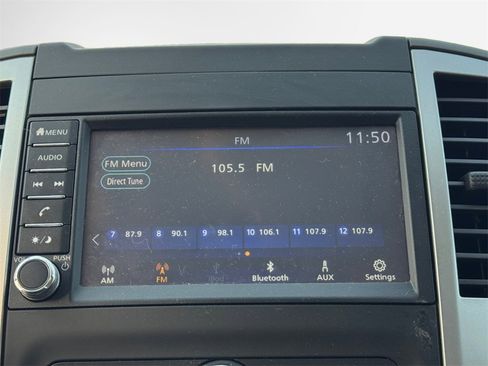 MENU
AUDIO
VOL PUSH
FM 11:50
FM Menu
105.5 FM
Direct Tune
7 87.9 8 90.1 9 98.1 10 106.1 11 107.9 12 107.9
AM FM iPod Bluetooth AUX Settings